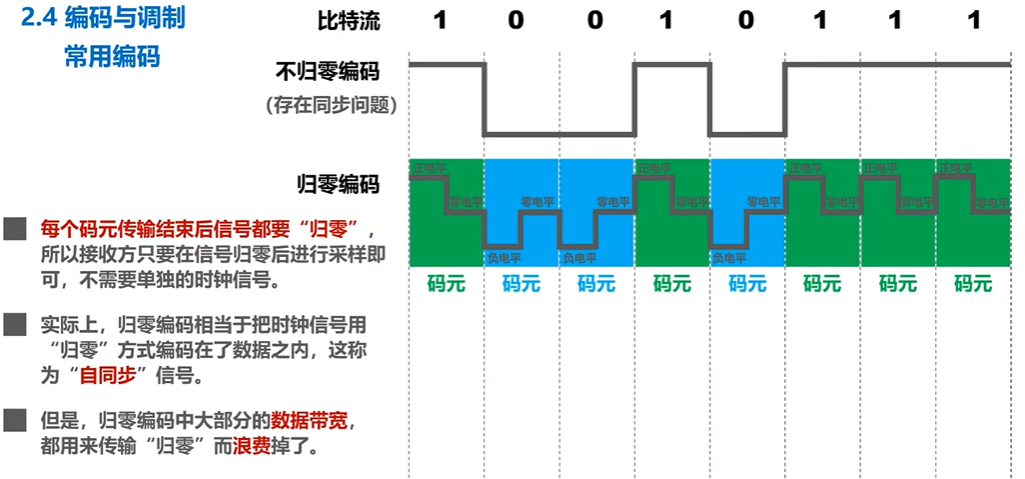 2.4 编码与调制
常用编码
比特流 1 0 0 1 0 1 1 1
不归零编码
（存在同步问题）
归零编码
正电平 正电平 正电平 正电平 正电平
零电平 零电平 零电平 零电平 零电平 零电平 零电平 零电平
负电平 负电平 负电平
码元 码元 码元 码元 码元 码元 码元 码元
每个码元传输结束后信号都要“归零”，
所以接收方只要在信号归零后进行采样即
可，不需要单独的时钟信号。
实际上，归零编码相当于把时钟信号用
“归零”方式编码在了数据之内，这称
为“自同步”信号。
但是，归零编码中大部分的数据带宽，
都用来传输“归零”而浪费掉了。